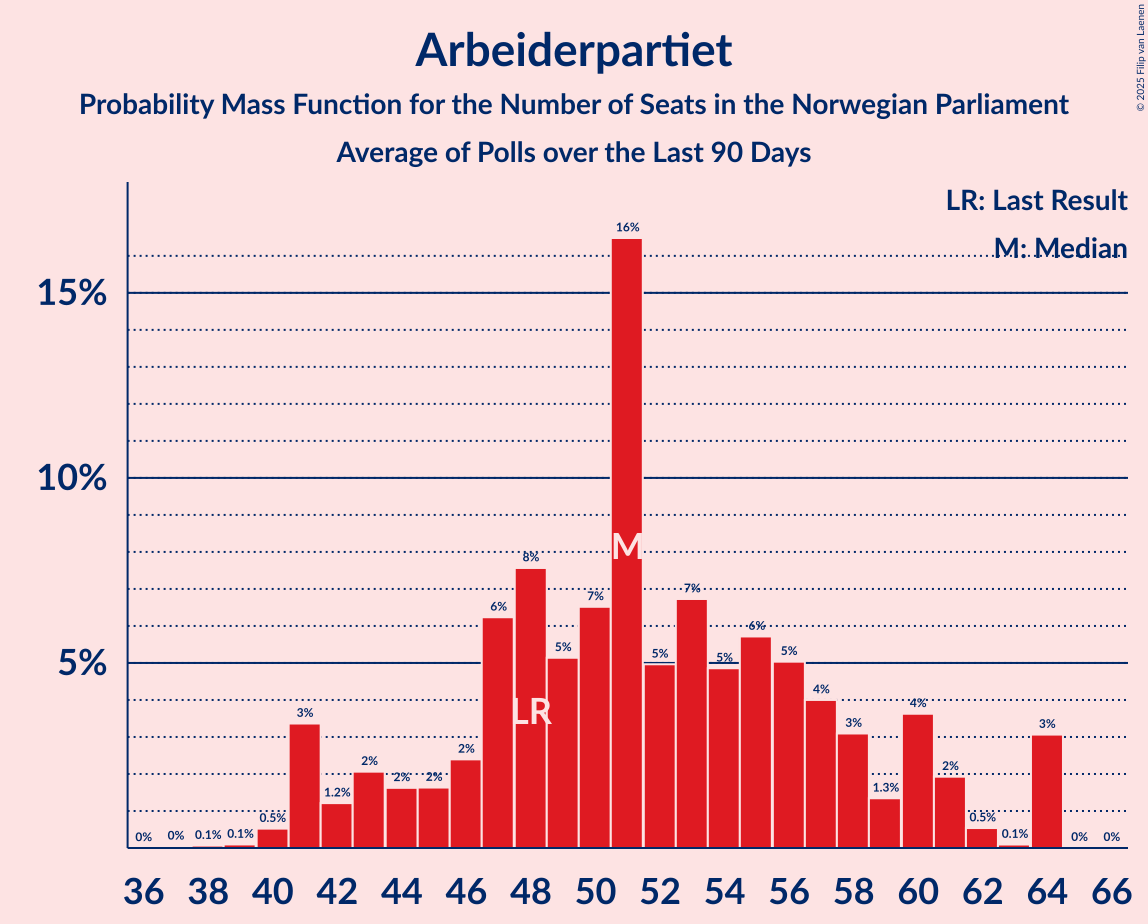 Arbeiderpartiet
Probability Mass Function for the Number of Seats in the Norwegian Parliament
Average of Polls over the Last 90 Days
© 2025 Filip van Laenen
LR: Last Result
M: Median
15%
10%
5%
0% 0% 0.1% 0.1% 0.5% 3% 1.2% 2% 2% 2% 2% 6% 8% 5% 7% 16% 5% 7% 5% 6% 5% 4% 3% 1.3% 4% 2% 0.5% 0.1% 3% 0% 0%
M
LR
36 38 40 42 44 46 48 50 52 54 56 58 60 62 64 66